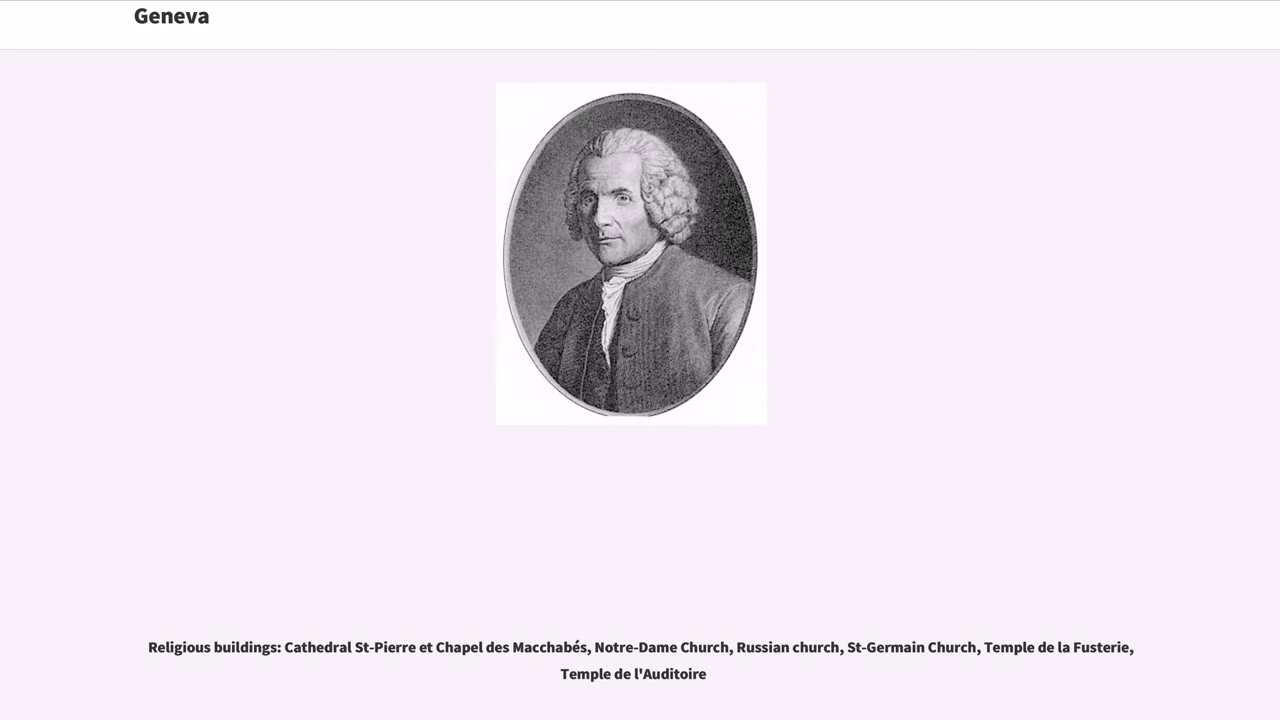 Geneva
Religious buildings: Cathedral St-Pierre et Chapel des Macchabés, Notre-Dame Church, Russian church, St-Germain Church, Temple de la Fusterie,
Temple de l'Auditoire